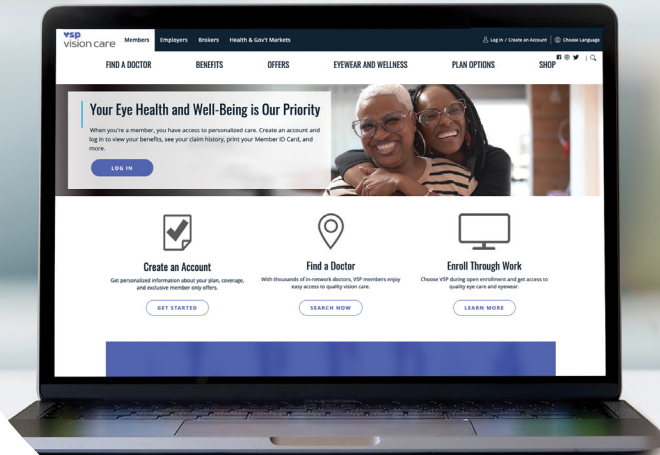 vsp
vision care
Members Employers Brokers Health & Gov't Markets Log In / Create an Account Choose Language
FIND A DOCTOR BENEFITS OFFERS EYEWEAR AND WELLNESS PLAN OPTIONS SHOP
Your Eye Health and Well-Being is Our Priority
When you're a member, you have access to personalized care. Create an account and
log in to view your benefits, see your claim history, print your Member ID Card, and
more.
LOG IN
Create an Account
Get personalized information about your plan, coverage,
and exclusive member only offers.
GET STARTED
Find a Doctor
With thousands of in-network doctors, VSP members enjoy
easy access to quality vision care.
SEARCH NOW
Enroll Through Work
Choose VSP during open enrollment and get access to
quality eye care and eyewear.
LEARN MORE